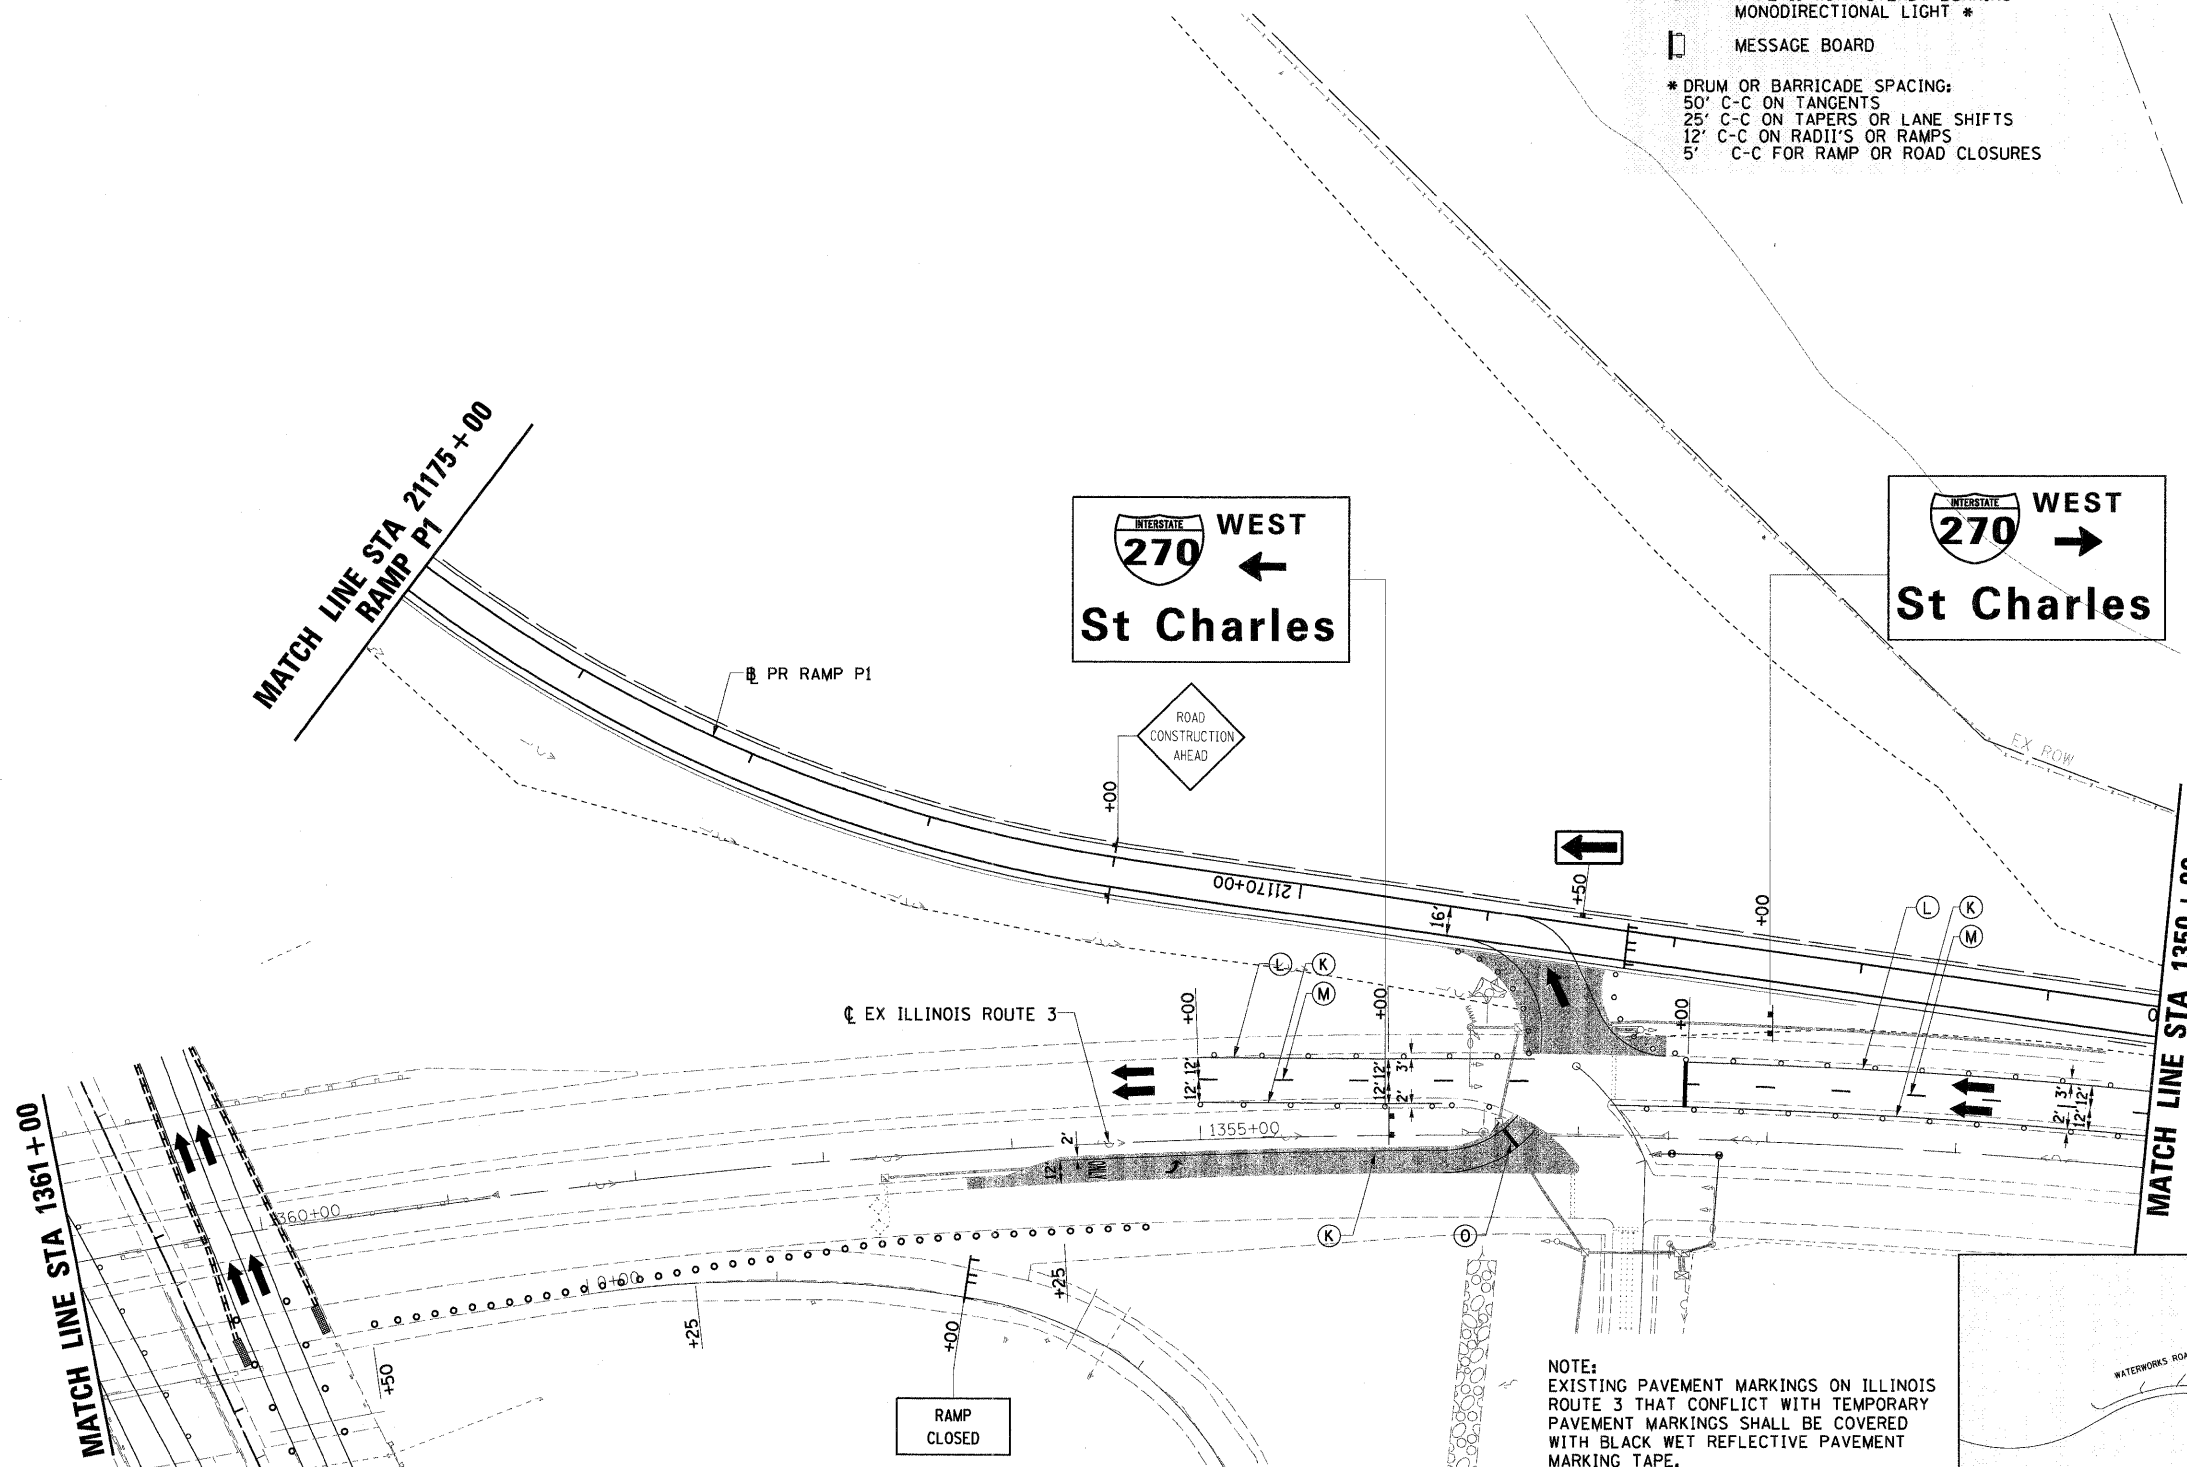 MONODIRECTIONAL LIGHT *
MESSAGE BOARD
* DRUM OR BARRICADE SPACING:
50' C-C ON TANGENTS
25' C-C ON TAPERS OR LANE SHIFTS
12' C-C ON RADII'S OR RAMPS
5' C-C FOR RAMP OR ROAD CLOSURES
MATCH LINE STA 21175+00
RAMP P1
INTERSTATE
270
WEST
St Charles
INTERSTATE
270
WEST
St Charles
℄ PR RAMP P1
ROAD
CONSTRUCTION
AHEAD
EX ROW
+00
21170+00
+50
+00
16'
L
K
M
L
K
M
℄ EX ILLINOIS ROUTE 3
+00
+00
+00
12' 12'
12' 12'
3'
2'
3'
2'
12' 12'
1355+00
2'
12'
ONLY
1360+00
K
O
0+00
+25
+50
+25
+00
RAMP
CLOSED
MATCH LINE STA 1361+00
MATCH LINE STA 1350+00
NOTE:
EXISTING PAVEMENT MARKINGS ON ILLINOIS
ROUTE 3 THAT CONFLICT WITH TEMPORARY
PAVEMENT MARKINGS SHALL BE COVERED
WITH BLACK WET REFLECTIVE PAVEMENT
MARKING TAPE.
WATERWORKS